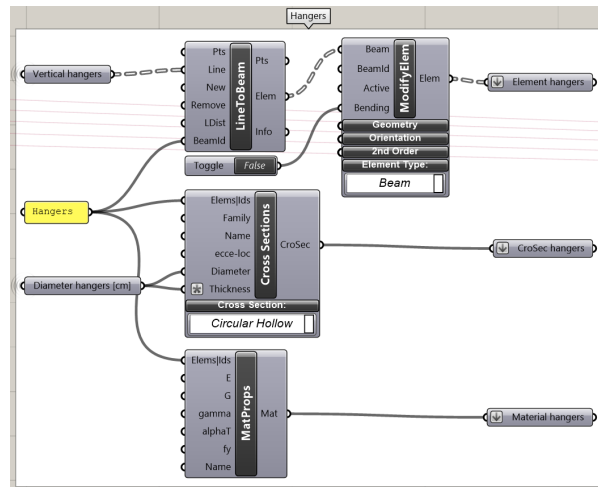 Hangers
Vertical hangers
Pts
Line
New
Remove
LDist
BeamId
LineToBeam
Pts
Elem
Info
Beam
BeamId
Active
Bending
ModifyElem
Elem
Geometry
Orientation
2nd Order
Element Type:
Beam
Element hangers
Toggle
False
Hangers
Elems|Ids
Family
Name
ecce-loc
Diameter
Thickness
Cross Sections
CroSec
Cross Section:
Circular Hollow
CroSec hangers
Diameter hangers [cm]
Elems|Ids
E
G
gamma
alphaT
fy
Name
MatProps
Mat
Material hangers